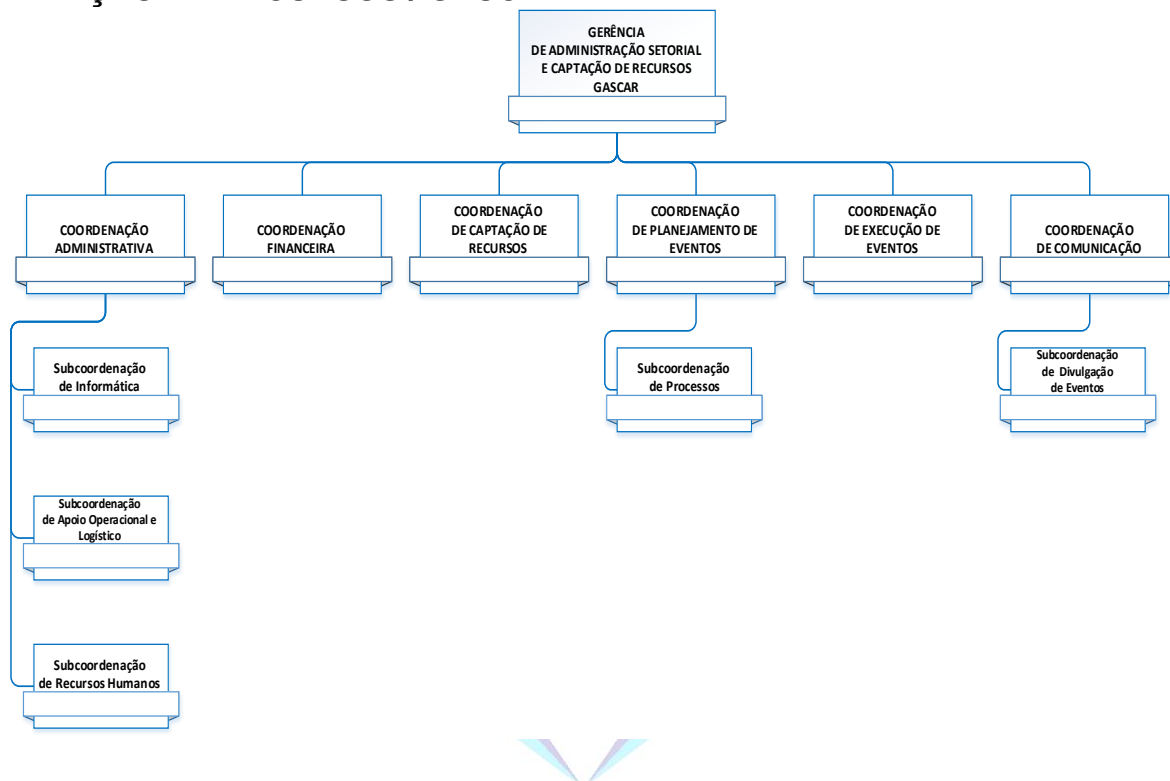 GERÊNCIA
DE ADMINISTRAÇÃO SETORIAL
E CAPTAÇÃO DE RECURSOS
GASCAR
COORDENAÇÃO
ADMINISTRATIVA
COORDENAÇÃO
FINANCEIRA
COORDENAÇÃO
DE CAPTAÇÃO DE
RECURSOS
COORDENAÇÃO
DE PLANEJAMENTO DE
EVENTOS
COORDENAÇÃO
DE EXECUÇÃO DE
EVENTOS
COORDENAÇÃO
DE COMUNICAÇÃO
Subcoordenação
de Informática
Subcoordenação
de Processos
Subcoordenação
de Divulgação
de Eventos
Subcoordenação
de Apoio Operacional e
Logístico
Subcoordenação
de Recursos Humanos